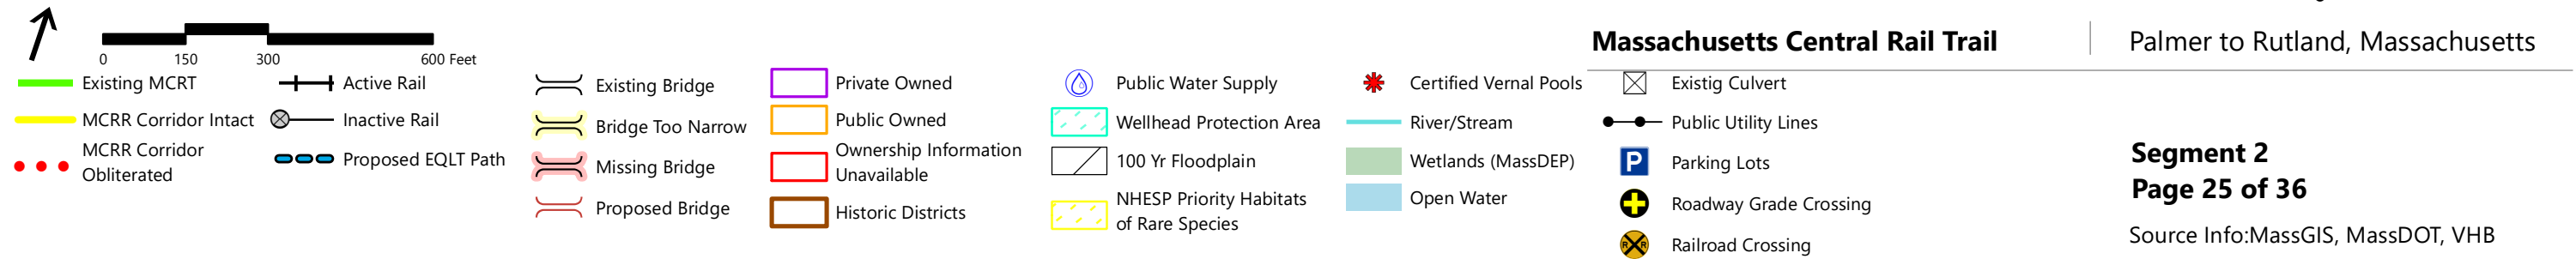 0 150 300 600 Feet
Existing MCRT
MCRR Corridor Intact
MCRR Corridor
Obliterated
Active Rail
Inactive Rail
Proposed EQLT Path
Existing Bridge
Bridge Too Narrow
Missing Bridge
Proposed Bridge
Private Owned
Public Owned
Ownership Information
Unavailable
Historic Districts
Public Water Supply
Wellhead Protection Area
100 Yr Floodplain
NHESP Priority Habitats
of Rare Species
Certified Vernal Pools
River/Stream
Wetlands (MassDEP)
Open Water
Existig Culvert
Public Utility Lines
P Parking Lots
Roadway Grade Crossing
R R Railroad Crossing
Massachusetts Central Rail Trail
Palmer to Rutland, Massachusetts
Segment 2
Page 25 of 36
Source Info:MassGIS, MassDOT, VHB